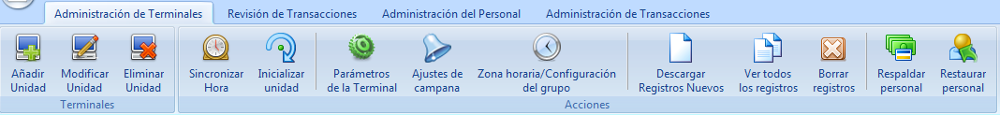 Administración de Terminales
Revisión de Transacciones
Administración del Personal
Administración de Transacciones
Añadir
Unidad
Modificar
Unidad
Eliminar
Unidad
Terminales
Sincronizar
Hora
Inicializar
unidad
Parámetros
de la Terminal
Ajustes de
campana
Zona horaria/Configuración
del grupo
Descargar
Registros Nuevos
Ver todos
los registros
Borrar
registros
Respaldar
personal
Restaurar
personal
Acciones